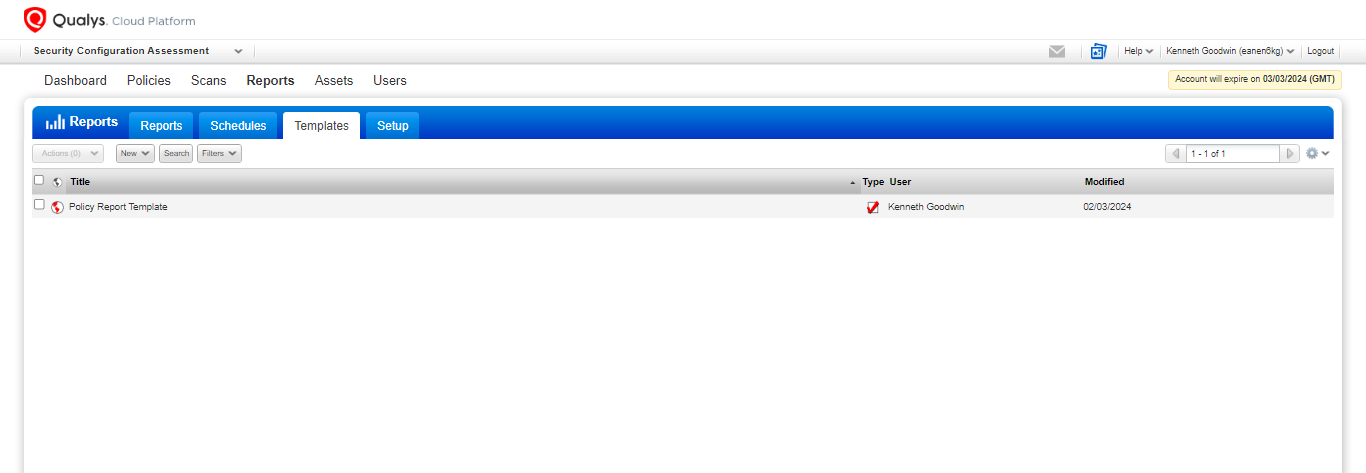 Qualys. Cloud Platform
Security Configuration Assessment
Help
Kenneth Goodwin (eanen6kg)
Logout
Dashboard Policies Scans Reports Assets Users
Account will expire on 03/03/2024 (GMT)
Reports Reports Schedules Templates Setup
Actions (0) New Search Filters 1 - 1 of 1
Title Type User Modified
Policy Report Template Kenneth Goodwin 02/03/2024